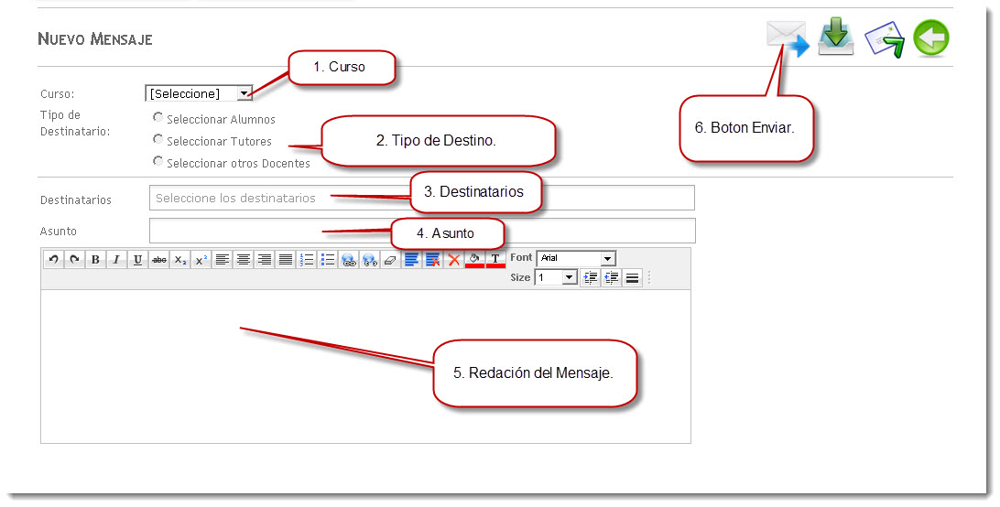 Nuevo Mensaje
1. Curso
Curso:
[Seleccione]
Tipo de
Destinatario:
Seleccionar Alumnos
Seleccionar Tutores
Seleccionar otros Docentes
2. Tipo de Destino.
6. Boton Enviar.
Destinatarios
Seleccione los destinatarios
3. Destinatarios
Asunto
4. Asunto
B I U abc x₂ x² T Font Arial
Size 1
5. Redación del Mensaje.